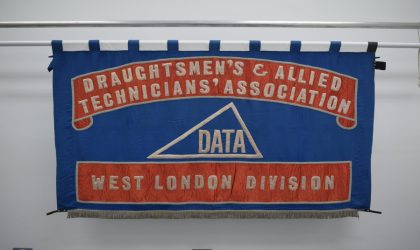 DRAUGHTSMEN'S & ALLIED
TECHNICIANS' ASSOCIATION
DATA
WEST LONDON DIVISION